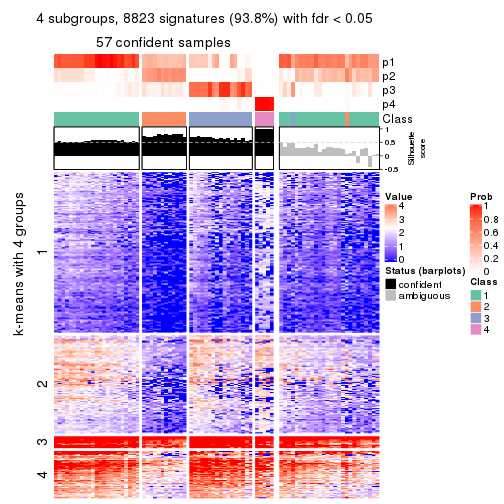 4 subgroups, 8823 signatures (93.8%) with fdr < 0.05
57 confident samples
p1
p2
p3
p4
Class
1
0.5
0
-0.5
Silhouette
score
k-means with 4 groups
1
2
3
4
Value
4
3
2
1
0
Status (barplots)
confident
ambiguous
Prob
1
0.8
0.6
0.4
0.2
0
Class
1
2
3
4